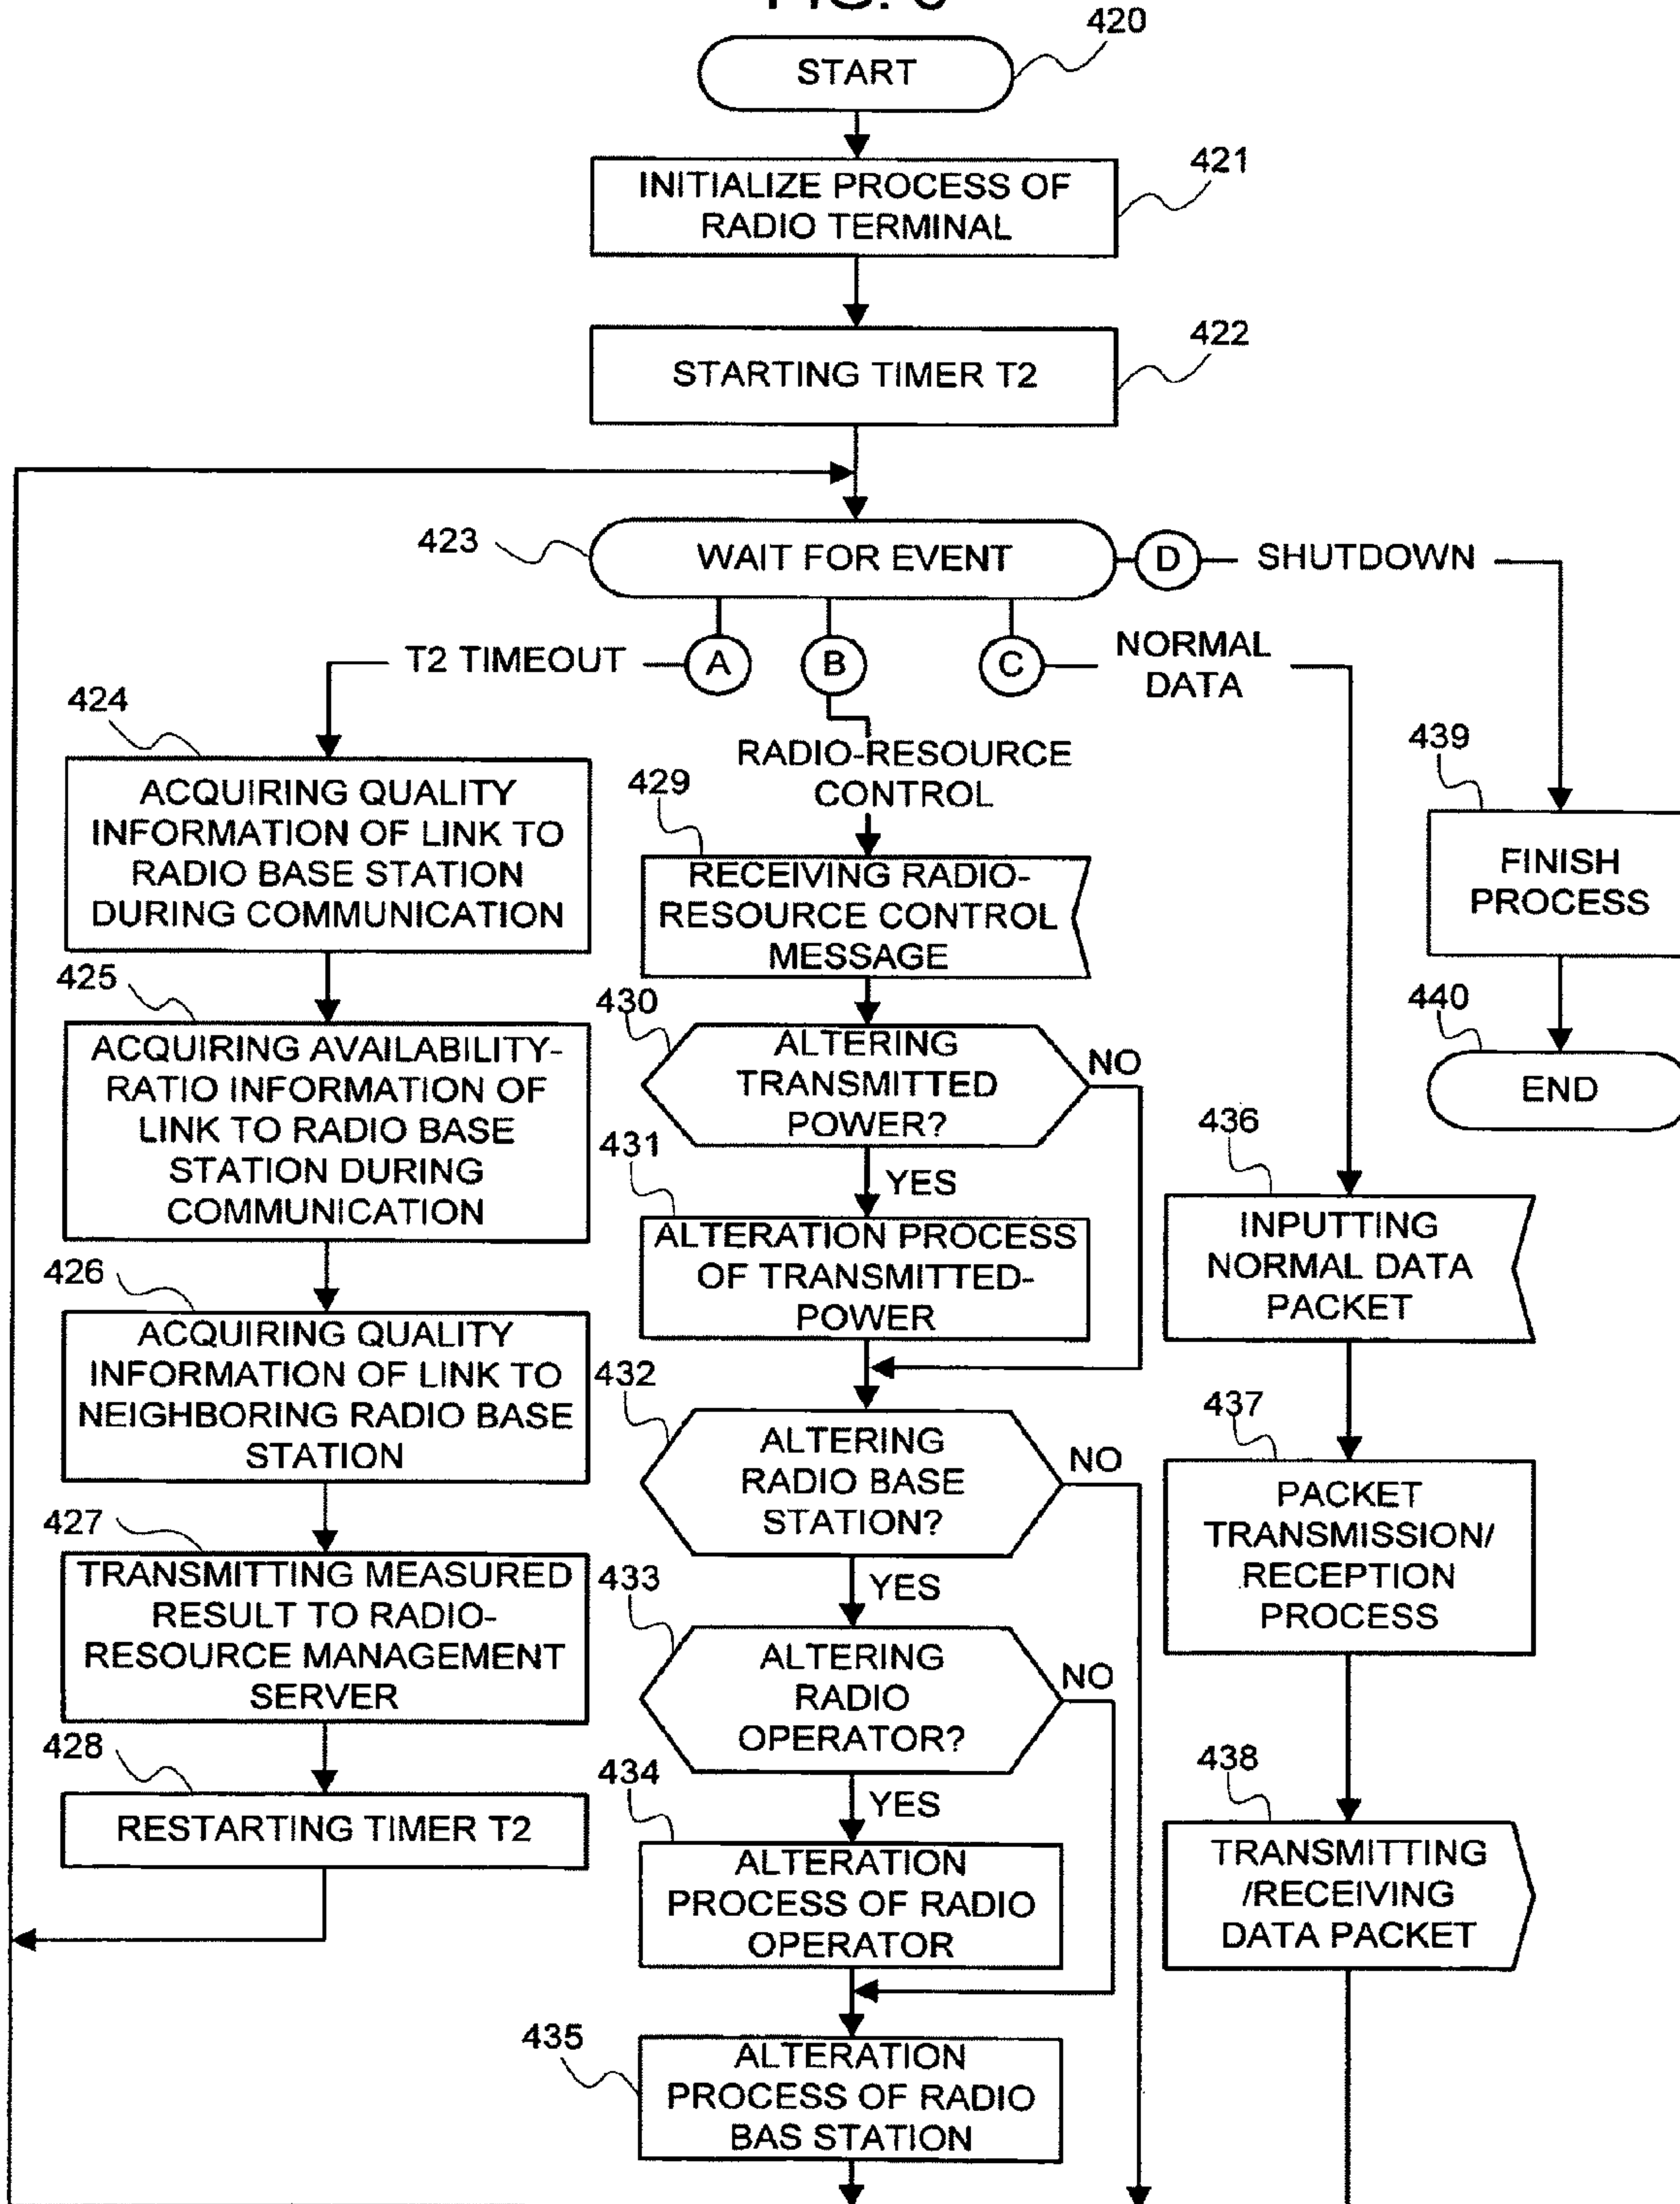 420
START
421
INITIALIZE PROCESS OF
RADIO TERMINAL
422
STARTING TIMER T2
423
WAIT FOR EVENT
D
SHUTDOWN
T2 TIMEOUT
A
B
C
NORMAL
DATA
424
ACQUIRING QUALITY
INFORMATION OF LINK TO
RADIO BASE STATION
DURING COMMUNICATION
425
ACQUIRING AVAILABILITY-
RATIO INFORMATION OF
LINK TO RADIO BASE
STATION DURING
COMMUNICATION
426
ACQUIRING QUALITY
INFORMATION OF LINK TO
NEIGHBORING RADIO BASE
STATION
427
TRANSMITTING MEASURED
RESULT TO RADIO-
RESOURCE MANAGEMENT
SERVER
428
RESTARTING TIMER T2
RADIO-RESOURCE
CONTROL
429
RECEIVING RADIO-
RESOURCE CONTROL
MESSAGE
430
ALTERING
TRANSMITTED
POWER?
NO
YES
431
ALTERATION PROCESS
OF TRANSMITTED-
POWER
432
ALTERING
RADIO BASE
STATION?
NO
YES
433
ALTERING
RADIO
OPERATOR?
NO
YES
434
ALTERATION
PROCESS OF RADIO
OPERATOR
435
ALTERATION
PROCESS OF RADIO
BAS STATION
436
INPUTTING
NORMAL DATA
PACKET
437
PACKET
TRANSMISSION/
RECEPTION
PROCESS
438
TRANSMITTING
/RECEIVING
DATA PACKET
439
FINISH
PROCESS
440
END